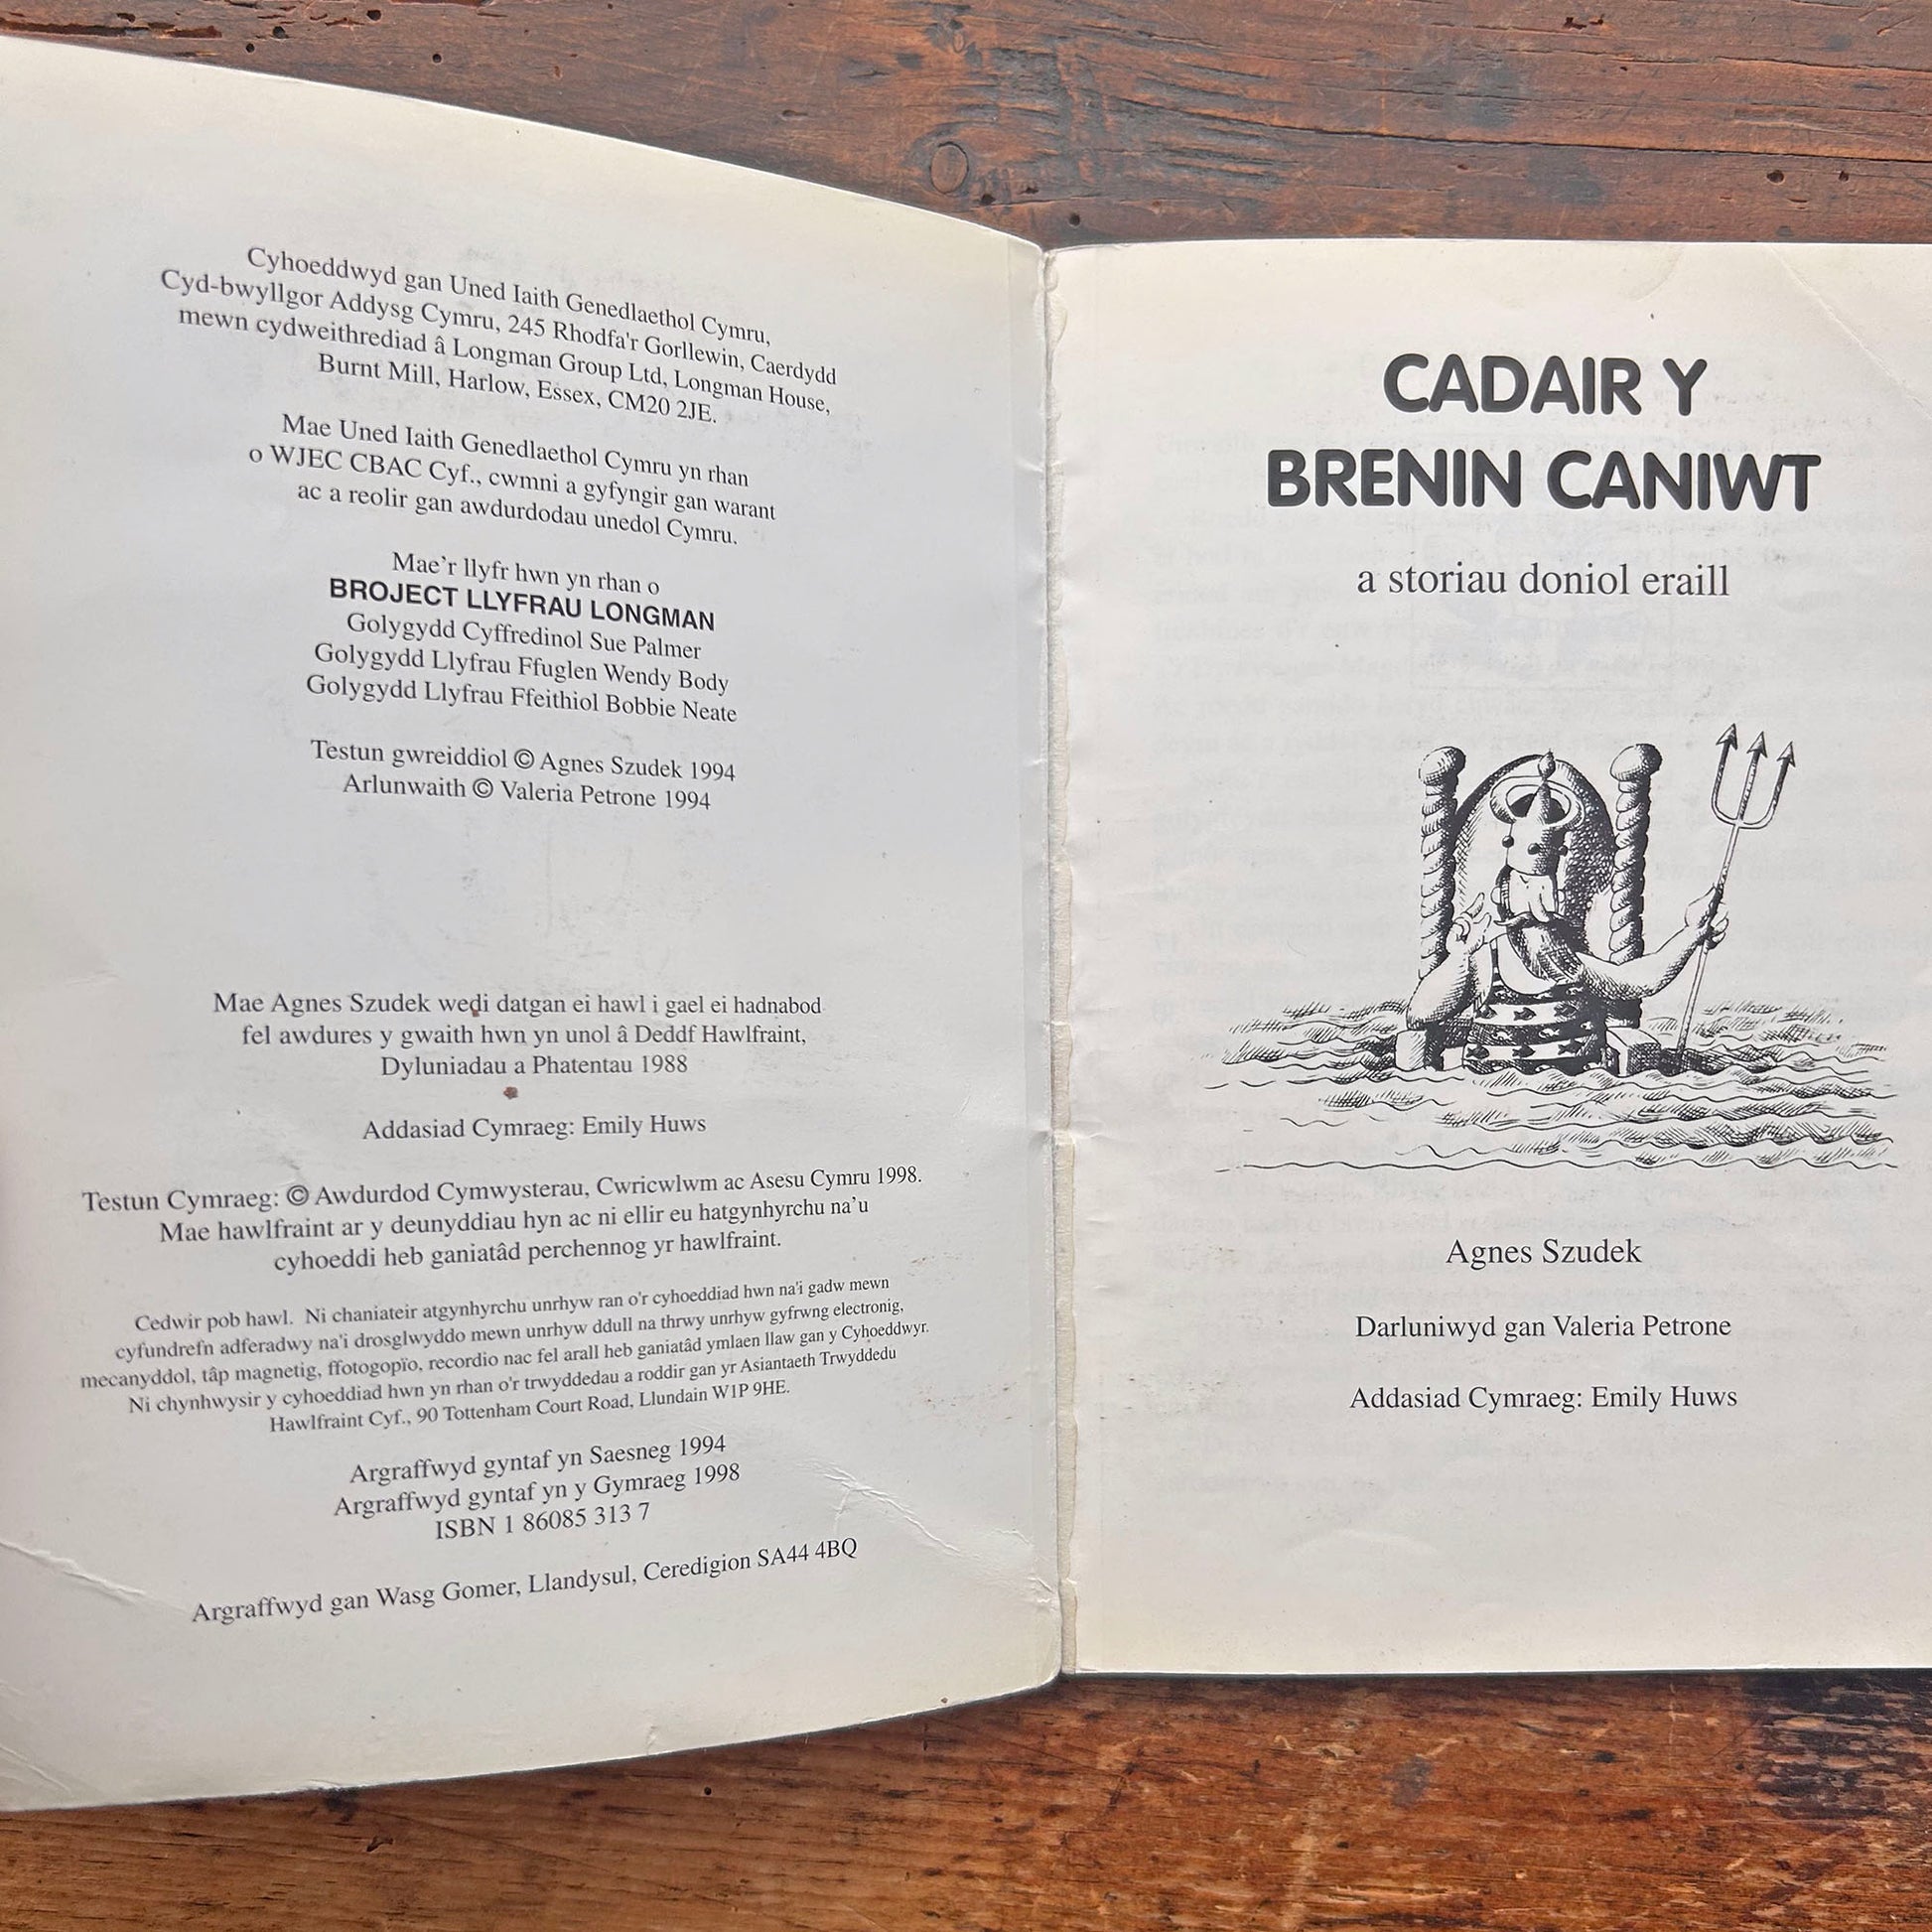 Cyhoeddwyd gan Uned Iaith Genedlaethol Cymru,
Cyd-bwyllgor Addysg Cymru, 245 Rhodfa'r Gorllewin, Caerdydd
mewn cydweithrediad â Longman Group Ltd, Longman House,
Burnt Mill, Harlow, Essex, CM20 2JE.
Mae Uned Iaith Genedlaethol Cymru yn rhan
o WJEC CBAC Cyf., cwmni a gyfyngir gan warant
ac a reolir gan awdurdodau unedol Cymru.
Mae'r llyfr hwn yn rhan o
BROJECT LLYFRAU LONGMAN
Golygydd Cyffredinol Sue Palmer
Golygydd Llyfrau Ffuglen Wendy Body
Golygydd Llyfrau Ffeithiol Bobbie Neate
Testun gwreiddiol © Agnes Szudek 1994
Arlunwaith © Valeria Petrone 1994
Mae Agnes Szudek wedi datgan ei hawl i gael ei hadnabod
fel awdures y gwaith hwn yn unol â Deddf Hawlfraint,
Dyluniadau a Phatentau 1988
Addasiad Cymraeg: Emily Huws
Testun Cymraeg: © Awdurdod Cymwysterau, Cwricwlwm ac Asesu Cymru 1998.
Mae hawlfraint ar y deunyddiau hyn ac ni ellir eu hatgynhyrchu na'u
cyhoeddi heb ganiatâd perchennog yr hawlfraint.
Cedwir pob hawl. Ni chaniateir atgynhyrchu unrhyw ran o'r cyhoeddiad hwn na'i gadw mewn
cyfundrefn adferadwy na'i drosglwyddo mewn unrhyw ddull na thrwy unrhyw gyfrwng electronig,
mecanyddol, tâp magnetig, ffotogopïo, recordio nac fel arall heb ganiatâd ymlaen llaw gan y Cyhoeddwyr.
Ni chynhwysir y cyhoeddiad hwn yn rhan o'r trwyddedau a roddir gan yr Asiantaeth Trwyddedu
Hawlfraint Cyf., 90 Tottenham Court Road, Llundain W1P 9HE.
Argraffwyd gyntaf yn Saesneg 1994
Argraffwyd gyntaf yn y Gymraeg 1998
ISBN 1 86085 313 7
Argraffwyd gan Wasg Gomer, Llandysul, Ceredigion SA44 4BQ
CADAIR Y
BRENIN CANIWT
a storiau doniol eraill
Agnes Szudek
Darluniwyd gan Valeria Petrone
Addasiad Cymraeg: Emily Huws